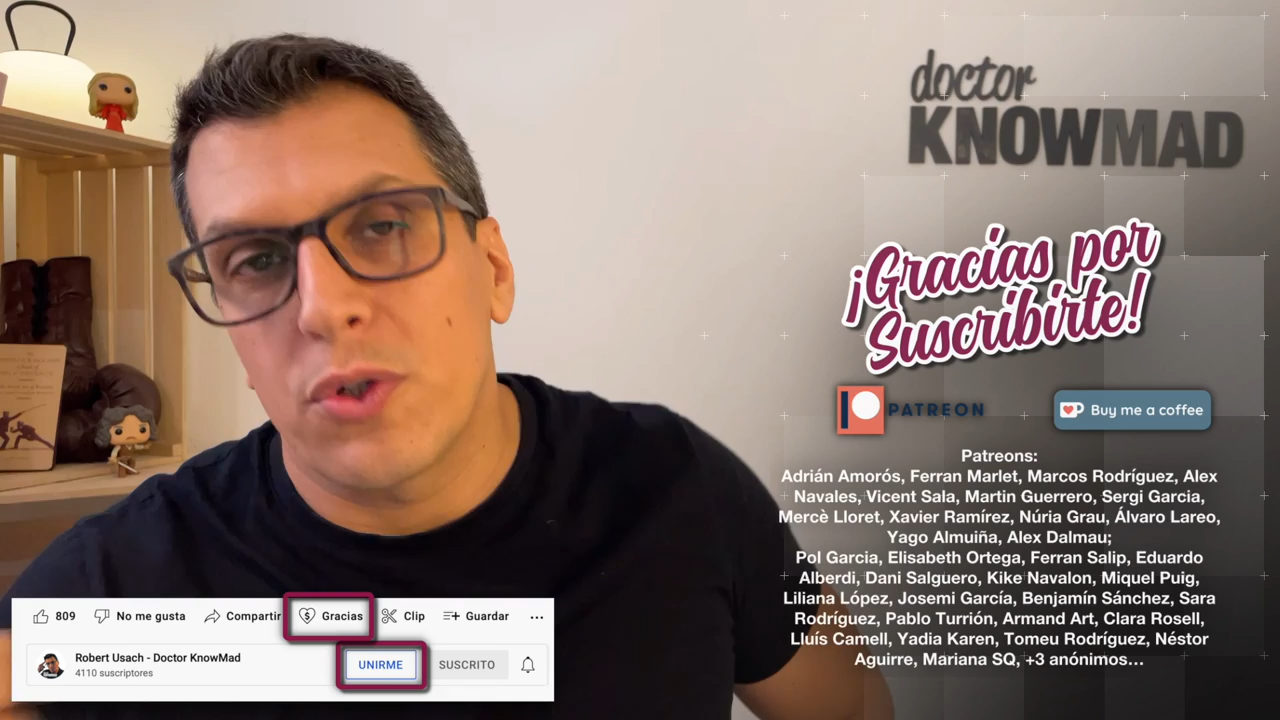 doctor
KNOWMAD
¡Gracias por
Suscribirte!
PATREON
Buy me a coffee
Patreons:
Adrián Amorós, Ferran Marlet, Marcos Rodríguez, Alex
Navales, Vicent Sala, Martin Guerrero, Sergi Garcia,
Mercè Lloret, Xavier Ramírez, Núria Grau, Álvaro Lareo,
Yago Almuiña, Alex Dalmau;
Pol Garcia, Elisabeth Ortega, Ferran Salip, Eduardo
Alberdi, Dani Salguero, Kike Navalon, Miquel Puig,
Liliana López, Josemi García, Benjamín Sánchez, Sara
Rodríguez, Pablo Turrión, Armand Art, Clara Rosell,
Lluís Camell, Yadia Karen, Tomeu Rodríguez, Néstor
Aguirre, Mariana SQ, +3 anónimos...
809 No me gusta Compartir Gracias Clip Guardar ...
Robert Usach - Doctor KnowMad
4110 suscriptores
UNIRME SUSCRITO